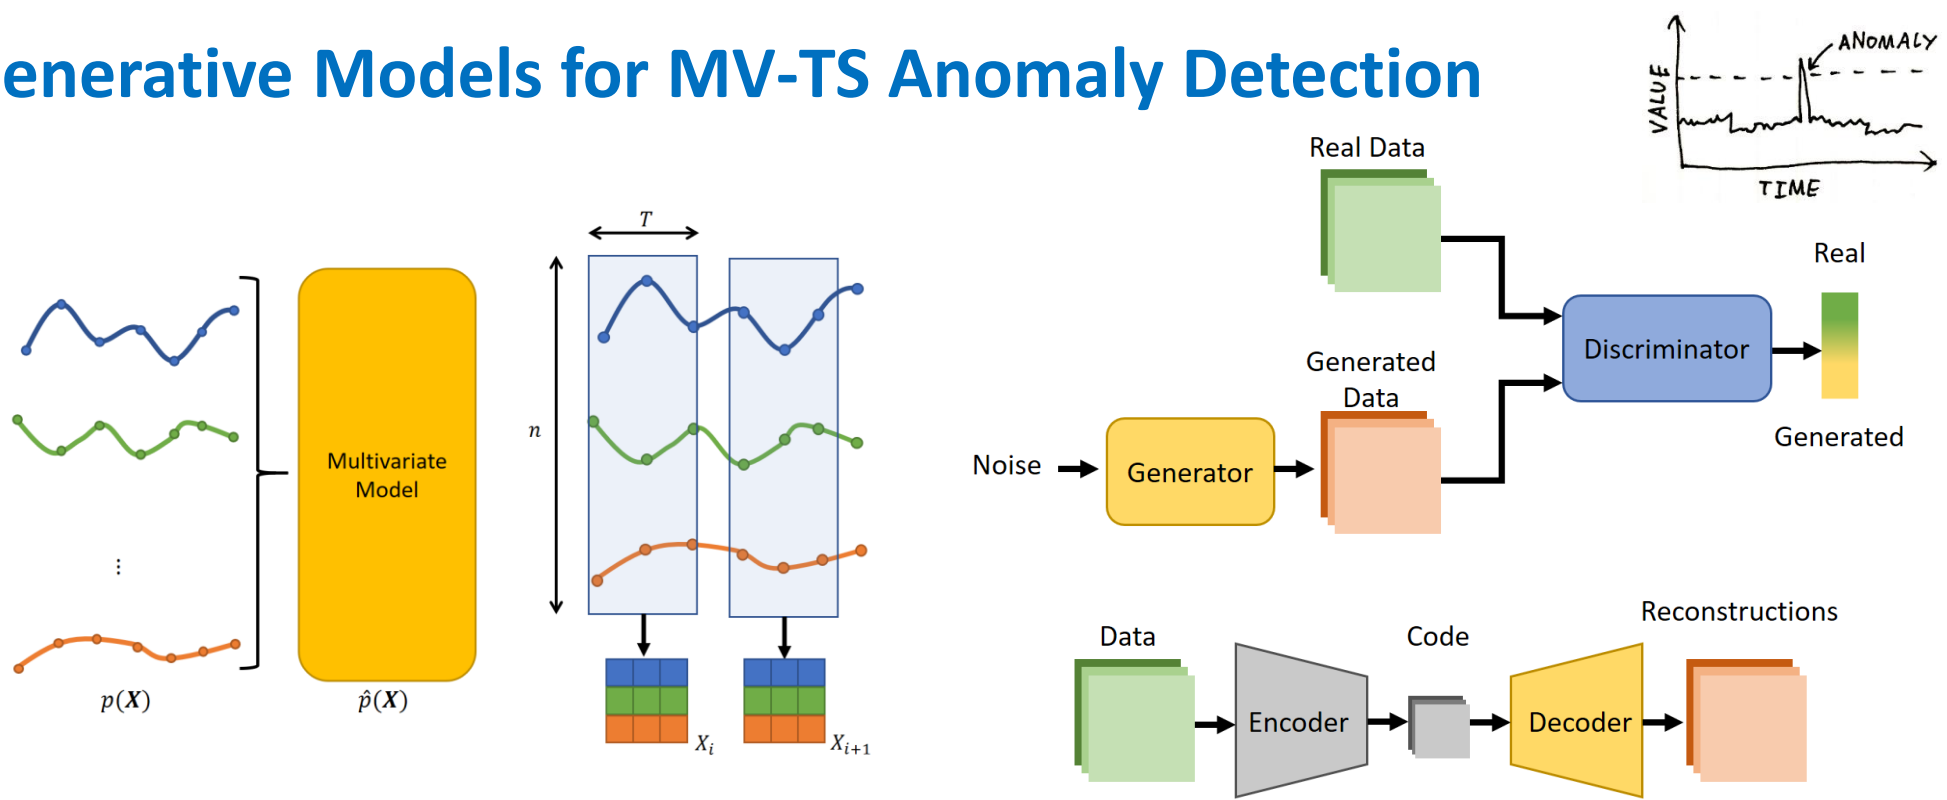 enerative Models for MV-TS Anomaly Detection
ANOMALY
VALUE
TIME
T
n
Multivariate
Model
⋮
p(X)
p̂(X)
X_i
X_{i+1}
Real Data
Generated
Data
Noise
Generator
Discriminator
Real
Generated
Data
Encoder
Code
Decoder
Reconstructions